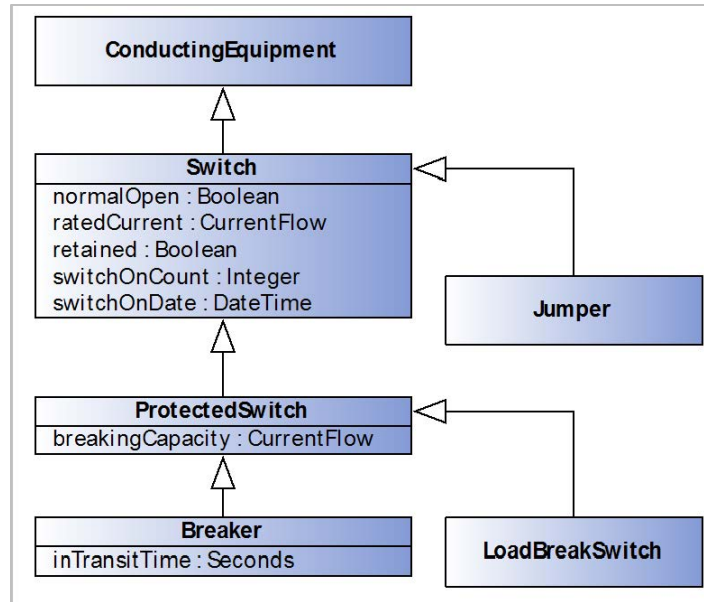 ConductingEquipment
Switch
normalOpen : Boolean
ratedCurrent : CurrentFlow
retained : Boolean
switchOnCount : Integer
switchOnDate : DateTime
Jumper
ProtectedSwitch
breakingCapacity : CurrentFlow
Breaker
inTransitTime : Seconds
LoadBreakSwitch